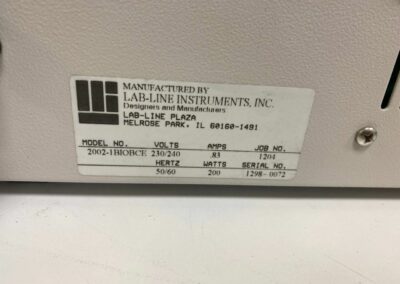 MANUFACTURED BY
LAB-LINE INSTRUMENTS, INC.
Designers and Manufacturers
LAB-LINE PLAZA
MELROSE PARK, IL 60160-1491
MODEL NO. VOLTS AMPS JOB NO.
2002-1BIOBCE 230/240 .83 1204
HERTZ WATTS SERIAL NO.
50/60 200 1298-0072